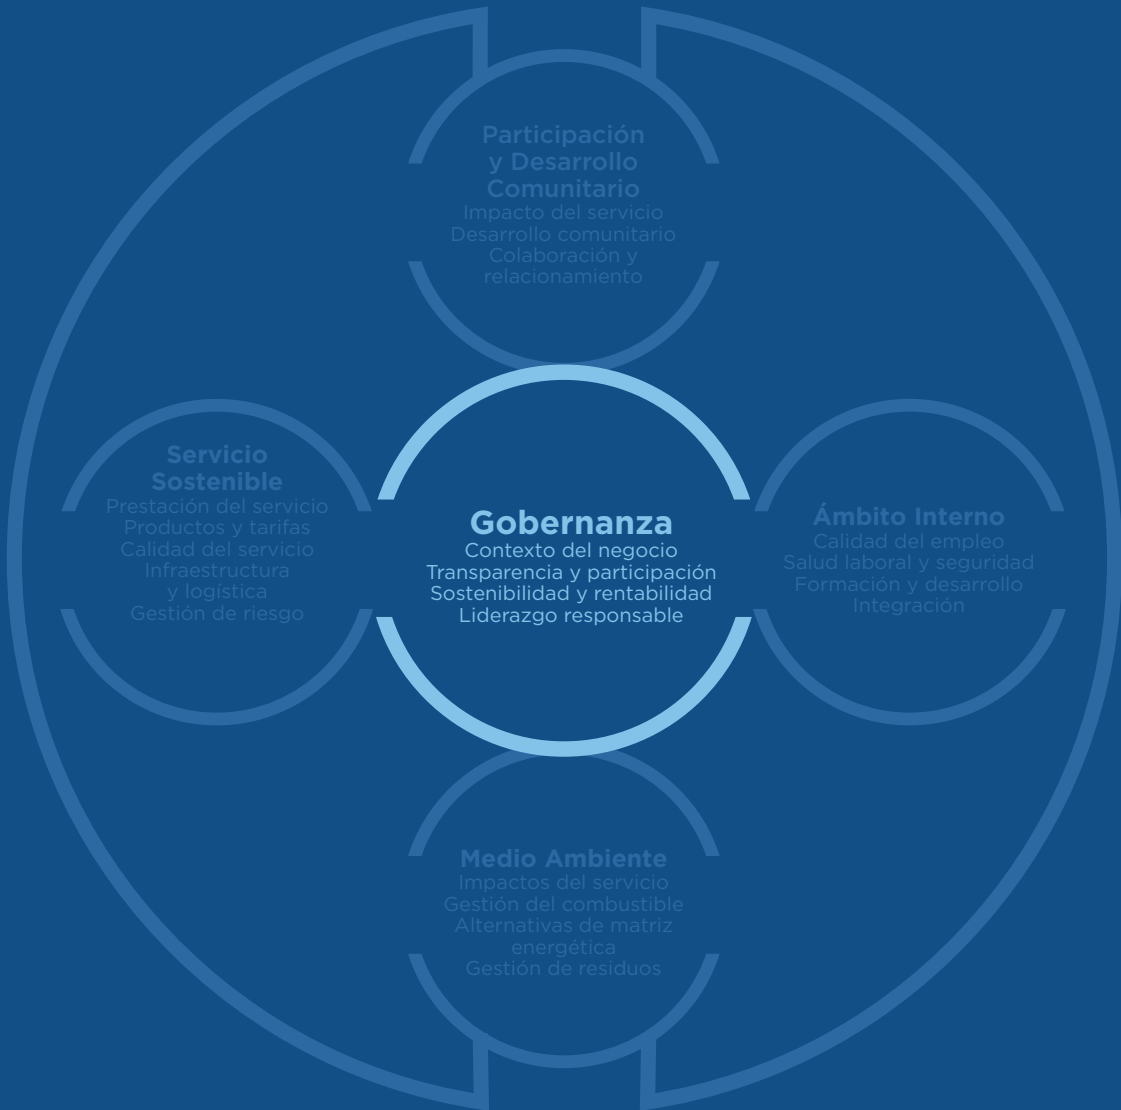 Participación
y Desarrollo
Comunitario
Impacto del servicio
Desarrollo comunitario
Colaboración y
relacionamiento
Servicio
Sostenible
Prestación del servicio
Productos y tarifas
Calidad del servicio
Infraestructura
y logística
Gestión de riesgo
Gobernanza
Contexto del negocio
Transparencia y participación
Sostenibilidad y rentabilidad
Liderazgo responsable
Ámbito Interno
Calidad del empleo
Salud laboral y seguridad
Formación y desarrollo
Integración
Medio Ambiente
Impactos del servicio
Gestión del combustible
Alternativas de matriz
energética
Gestión de residuos